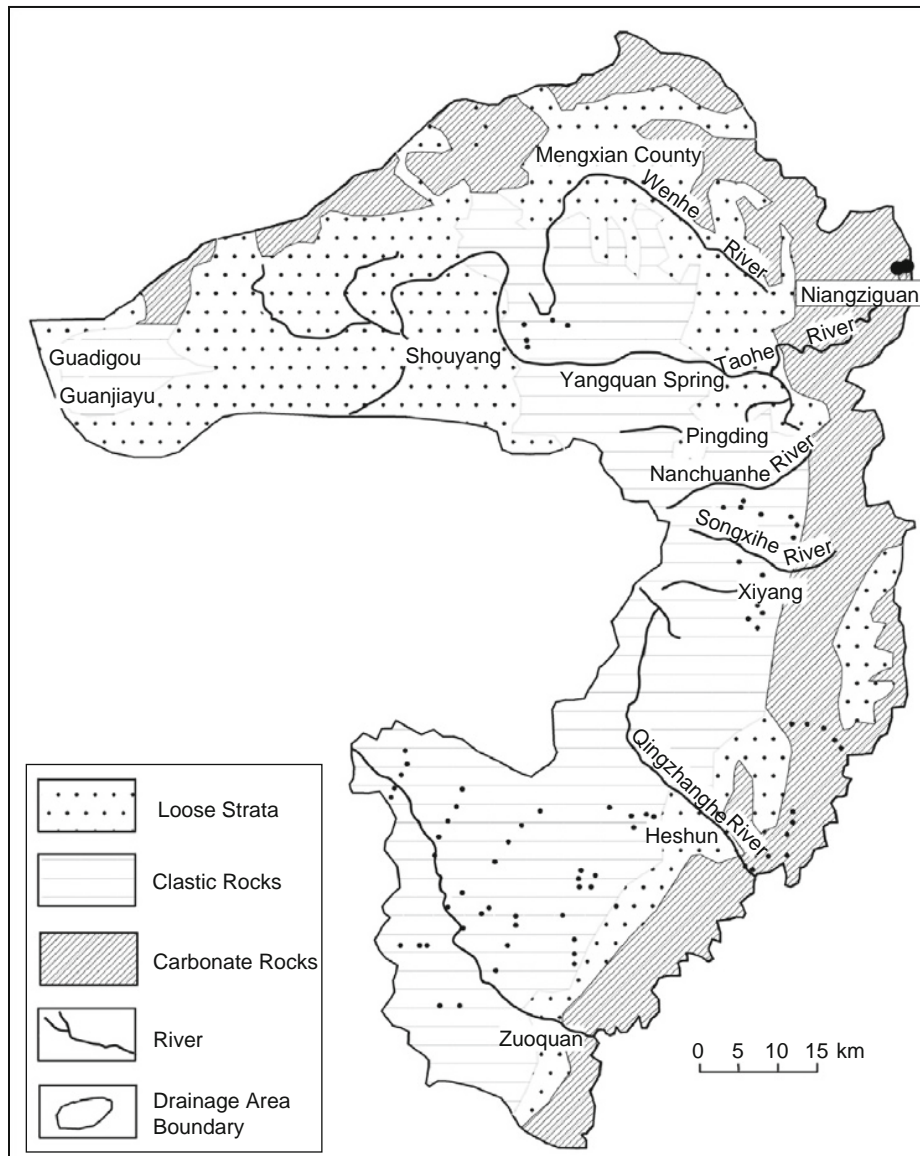 Mengxian County
Wenhe River
Niangziguan
Guadigou
Shouyang
Taohe River
Guanjiayu
Yangquan Spring
Pingding
Nanchuanhe River
Songxihe River
Xiyang
Qingzhanghe River
Heshun
Zuoquan
Loose Strata
Clastic Rocks
Carbonate Rocks
River
Drainage Area
Boundary
0 5 10 15 km